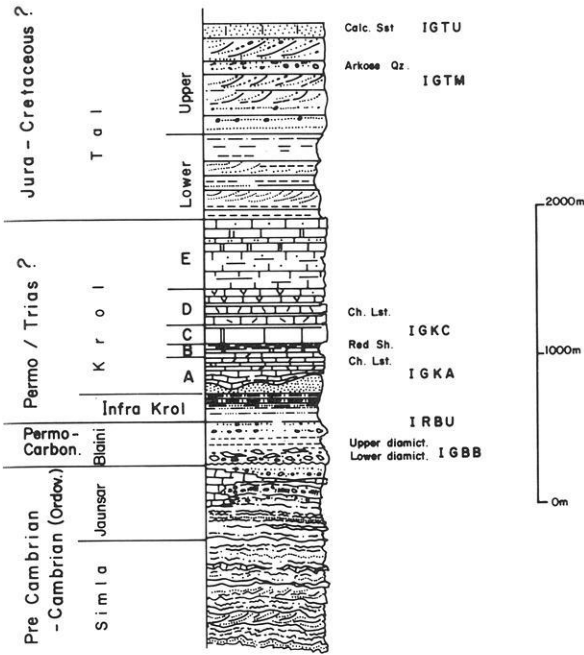 Jura - Cretaceous ?
Tal
Upper
Lower
Calc. Sst IGTU
Arkose Qz.
IGTM
2000m
Permo / Trias ?
Krol
E
D
C
B
A
Ch. Lst.
IGKC
Red Sh.
Ch. Lst.
1000m
IGKA
Infra Krol
IRBU
Permo-
Carbon.
Blaini
Upper diamict.
Lower diamict. IGBB
0m
Pre Cambrian
- Cambrian (Ordov.)
Jaunsar
Simla